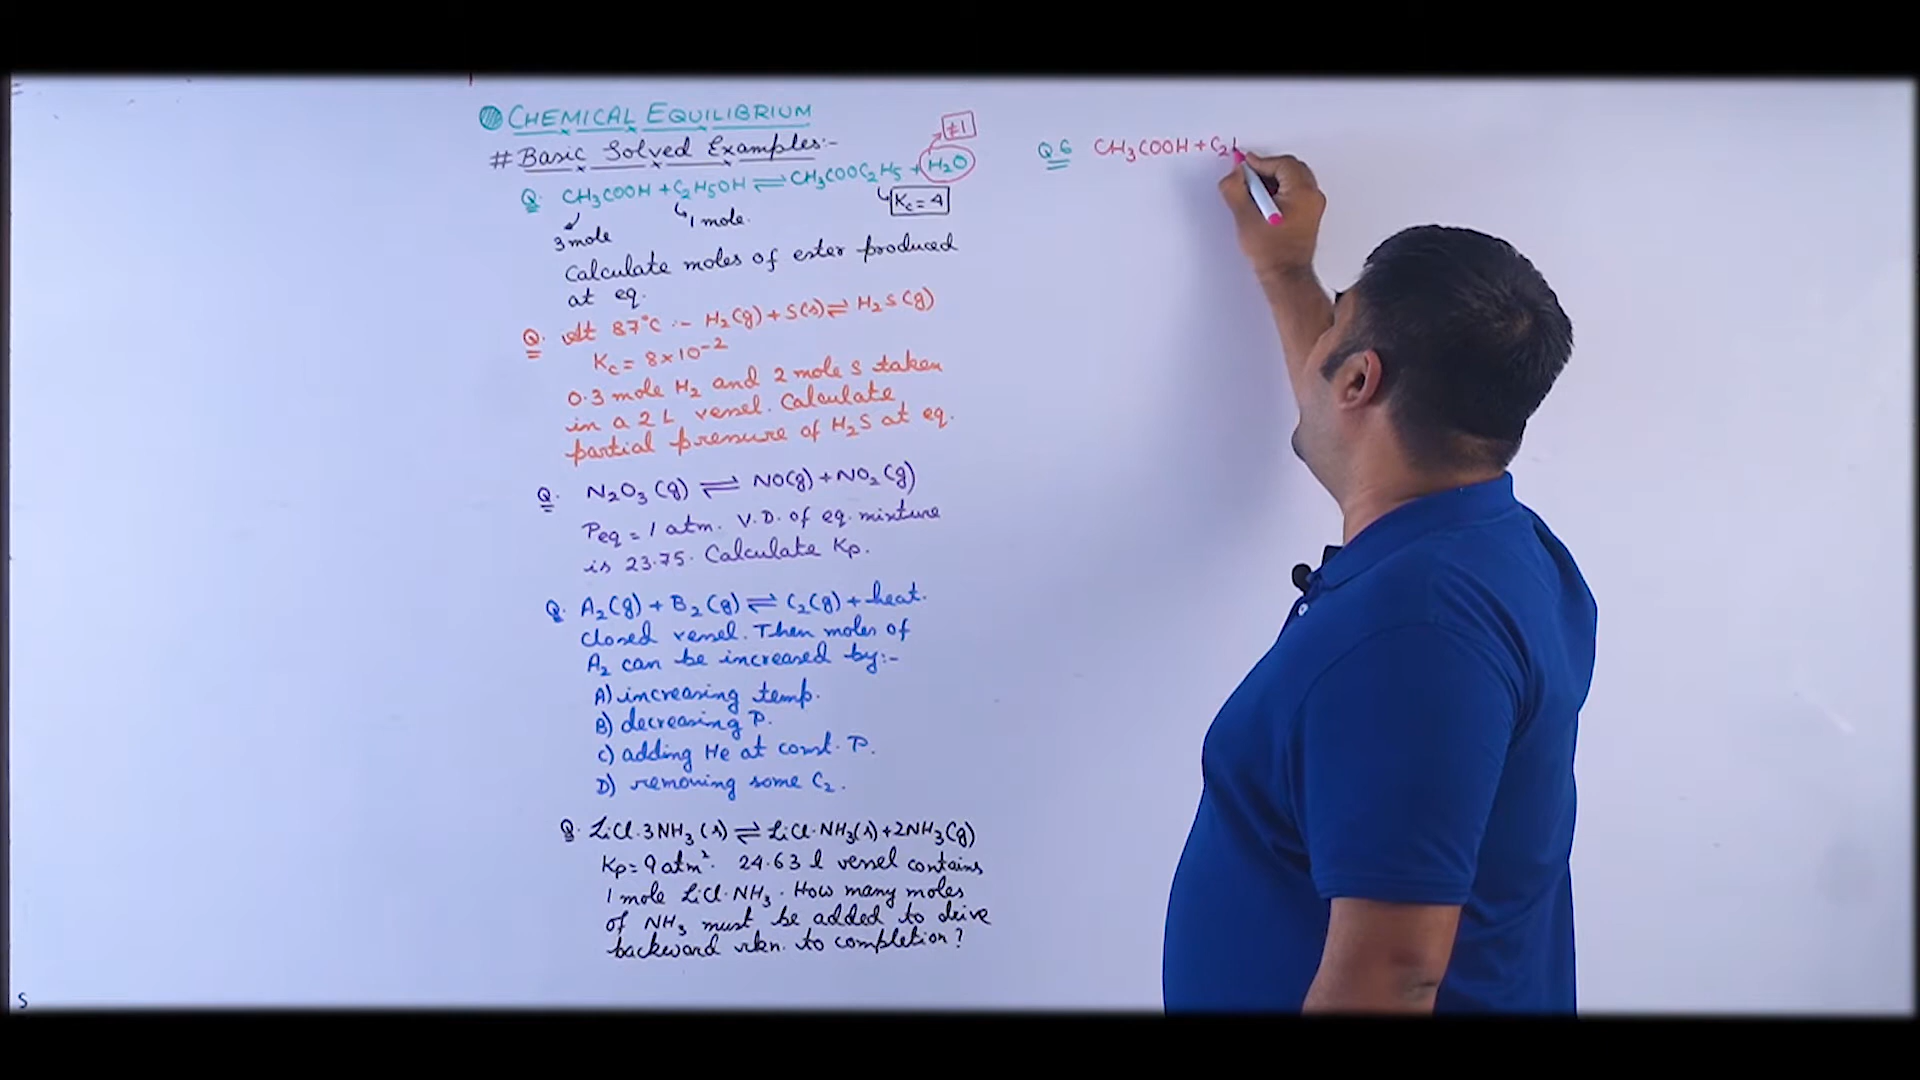 CHEMICAL EQUILIBRIUM
# Basic Solved Examples:-
≠1
Q. CH3COOH + C2H5OH ⇌ CH3COOC2H5 + H2O
3 mole
1 mole.
Kc = 4
Calculate moles of ester produced
at eq.
Q. At 87°C :- H2(g) + S(s) ⇌ H2S(g)
Kc = 8×10-2
0.3 mole H2 and 2 mole S taken
in a 2 L vessel. Calculate
partial pressure of H2S at eq.
Q. N2O3(g) ⇌ NO(g) + NO2(g)
Peq = 1 atm. V.D. of eq. mixture
is 23.75. Calculate Kp.
Q. A2(g) + B2(g) ⇌ C2(g) + heat.
Closed vessel. Then moles of
A2 can be increased by:-
A) increasing temp.
B) decreasing P.
C) adding He at const. P.
D) removing some C2.
Q. LiCl.3NH3(s) ⇌ LiCl.NH3(s) + 2NH3(g)
Kp = 9 atm². 24.63 l vessel contains
1 mole LiCl.NH3. How many moles
of NH3 must be added to drive
backward rkn. to completion?
Q.6 CH3COOH + C2
S